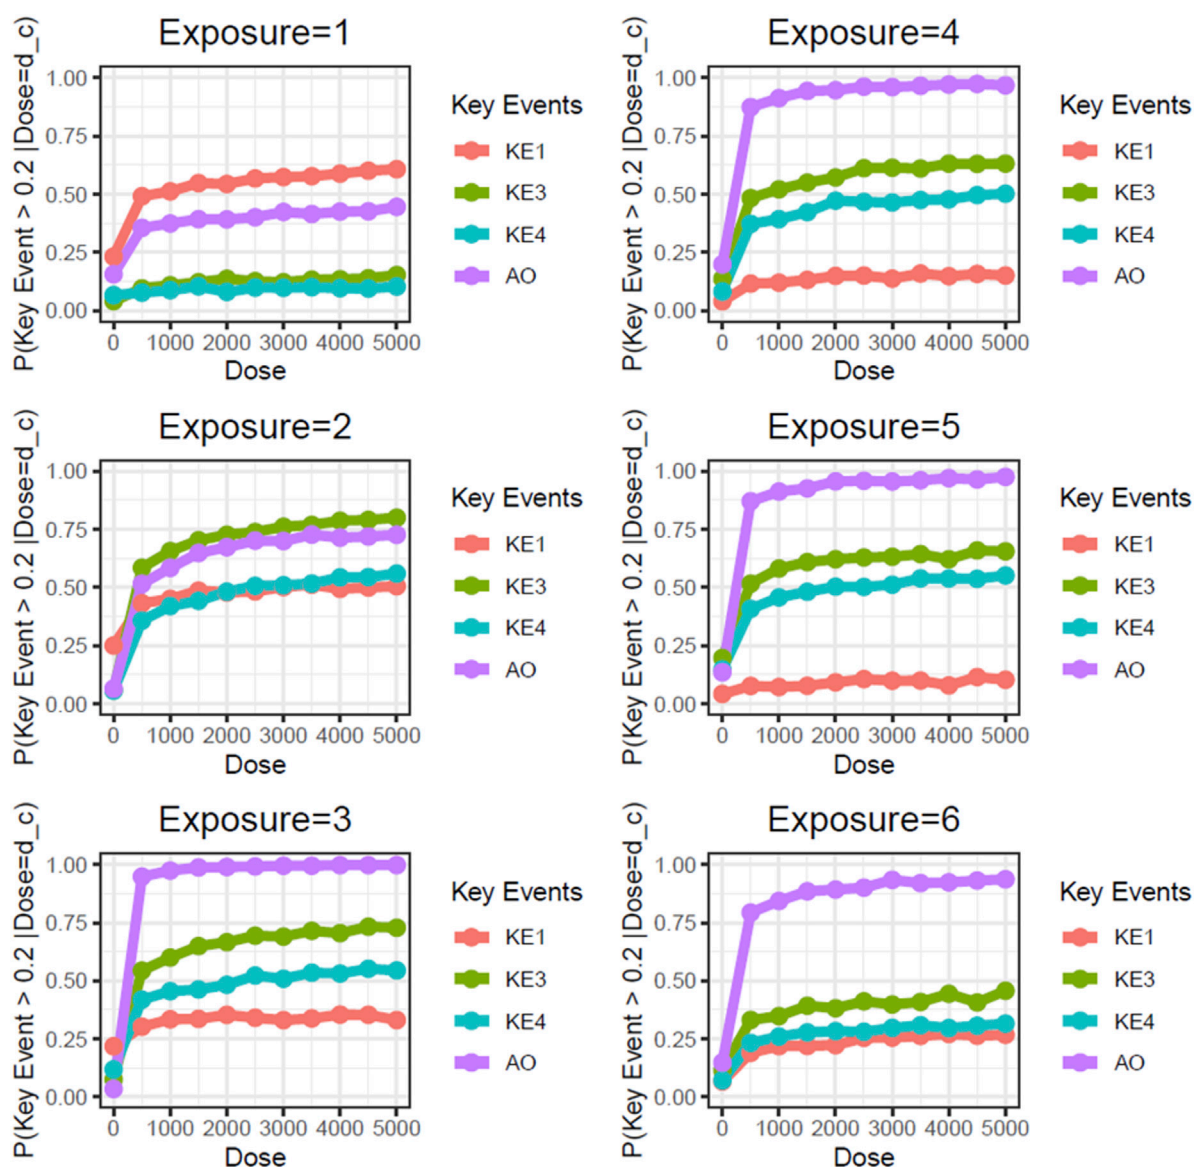 Exposure=1
P(Key Event > 0.2 |Dose=d_c)
1.00
0.75
0.50
0.25
0.00
0 1000 2000 3000 4000 5000
Dose
Key Events
KE1
KE3
KE4
AO
Exposure=4
P(Key Event > 0.2 |Dose=d_c)
1.00
0.75
0.50
0.25
0.00
0 1000 2000 3000 4000 5000
Dose
Key Events
KE1
KE3
KE4
AO
Exposure=2
P(Key Event > 0.2 |Dose=d_c)
1.00
0.75
0.50
0.25
0.00
0 1000 2000 3000 4000 5000
Dose
Key Events
KE1
KE3
KE4
AO
Exposure=5
P(Key Event > 0.2 |Dose=d_c)
1.00
0.75
0.50
0.25
0.00
0 1000 2000 3000 4000 5000
Dose
Key Events
KE1
KE3
KE4
AO
Exposure=3
P(Key Event > 0.2 |Dose=d_c)
1.00
0.75
0.50
0.25
0.00
0 1000 2000 3000 4000 5000
Dose
Key Events
KE1
KE3
KE4
AO
Exposure=6
P(Key Event > 0.2 |Dose=d_c)
1.00
0.75
0.50
0.25
0.00
0 1000 2000 3000 4000 5000
Dose
Key Events
KE1
KE3
KE4
AO